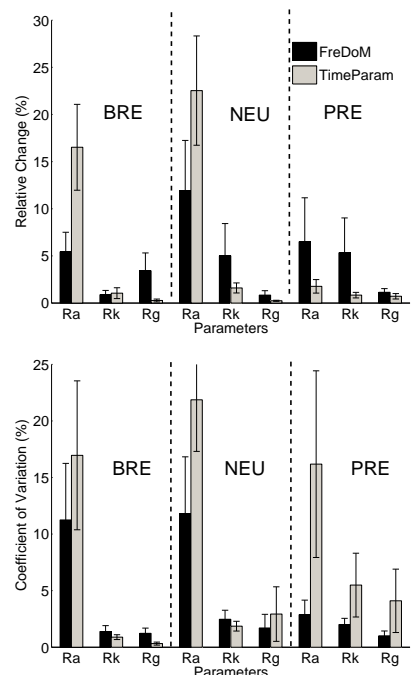 30
25
20
15
10
5
0
Relative Change (%)
FreDoM
TimeParam
BRE NEU PRE
Ra Rk Rg Ra Rk Rg Ra Rk Rg
Parameters
25
20
15
10
5
0
Coefficient of Variation (%)
BRE NEU PRE
Ra Rk Rg Ra Rk Rg Ra Rk Rg
Parameters